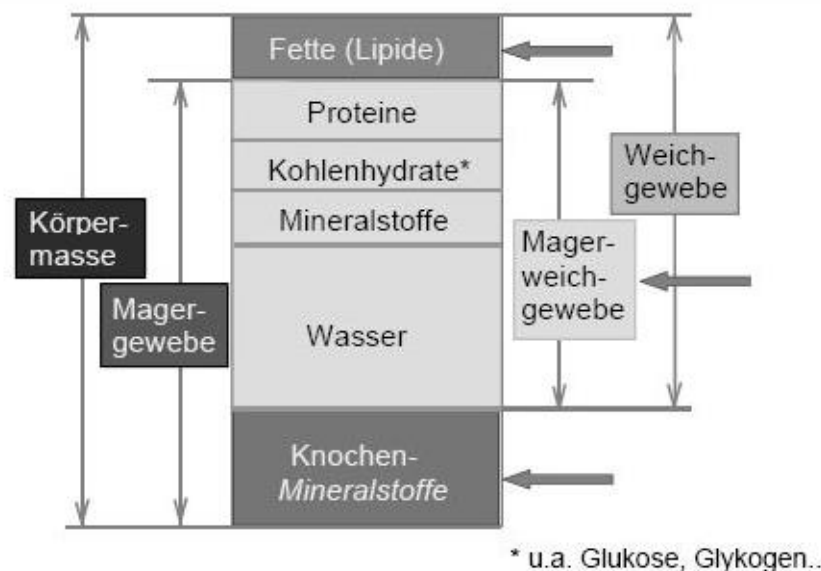 Fette (Lipide)
Proteine
Kohlenhydrate*
Mineralstoffe
Wasser
Knochen-
Mineralstoffe
Körper-
masse
Mager-
gewebe
Mager-
weich-
gewebe
Weich-
gewebe
* u.a. Glukose, Glykogen..